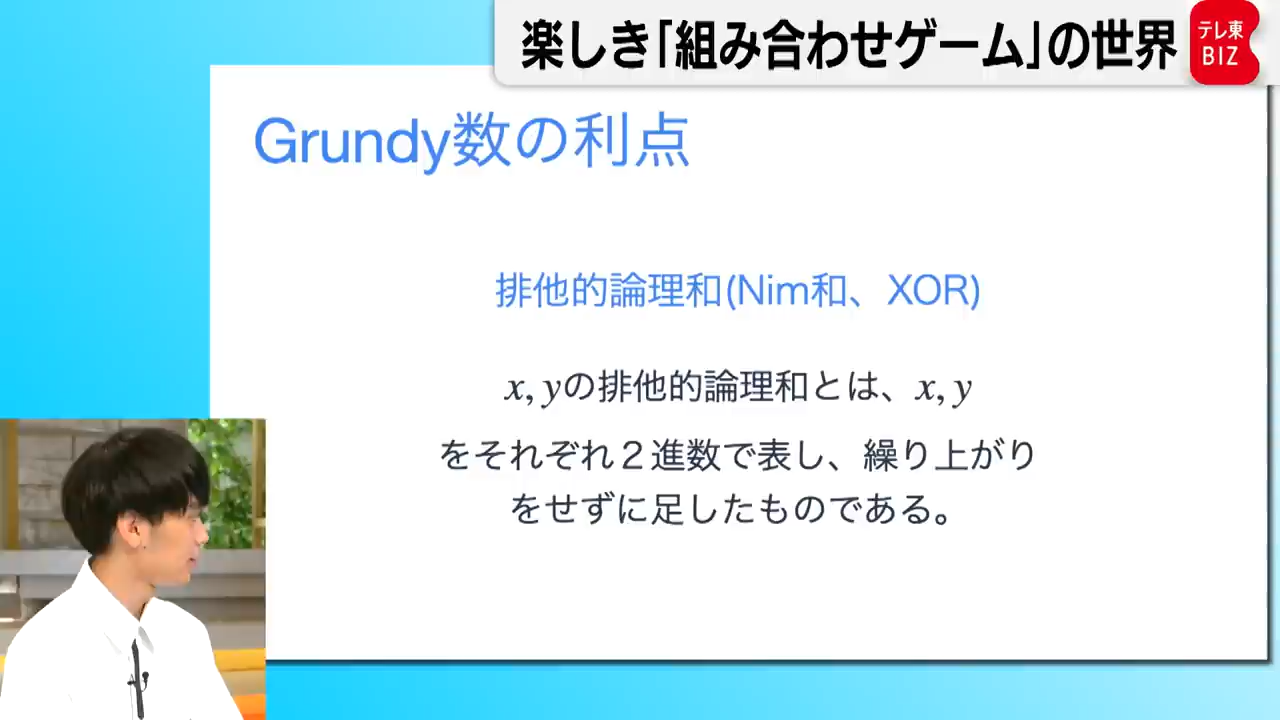 楽しき「組み合わせゲーム」の世界
テレ東
BIZ
Grundy数の利点
排他的論理和(Nim和、XOR)
x, yの排他的論理和とは、x, y
をそれぞれ２進数で表し、繰り上がり
をせずに足したものである。